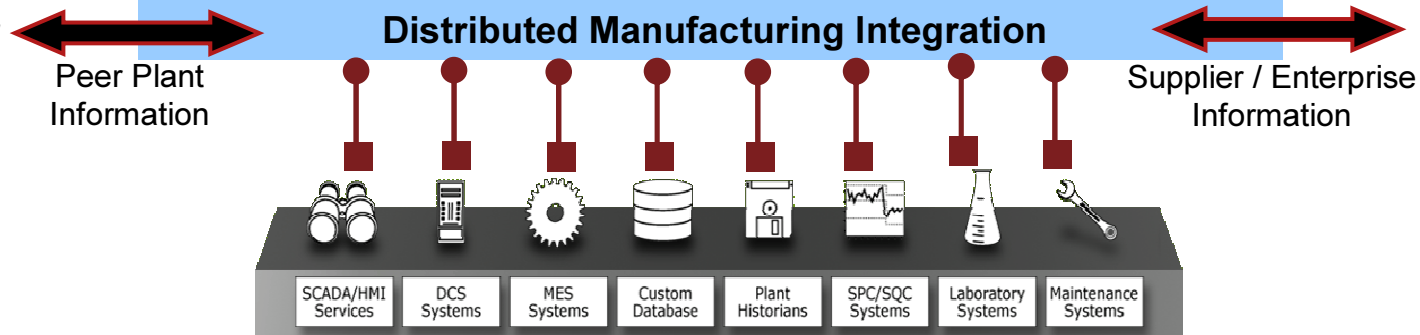 Distributed Manufacturing Integration
Peer Plant
Information
Supplier / Enterprise
Information
SCADA/HMI
Services
DCS
Systems
MES
Systems
Custom
Database
Plant
Historians
SPC/SQC
Systems
Laboratory
Systems
Maintenance
Systems